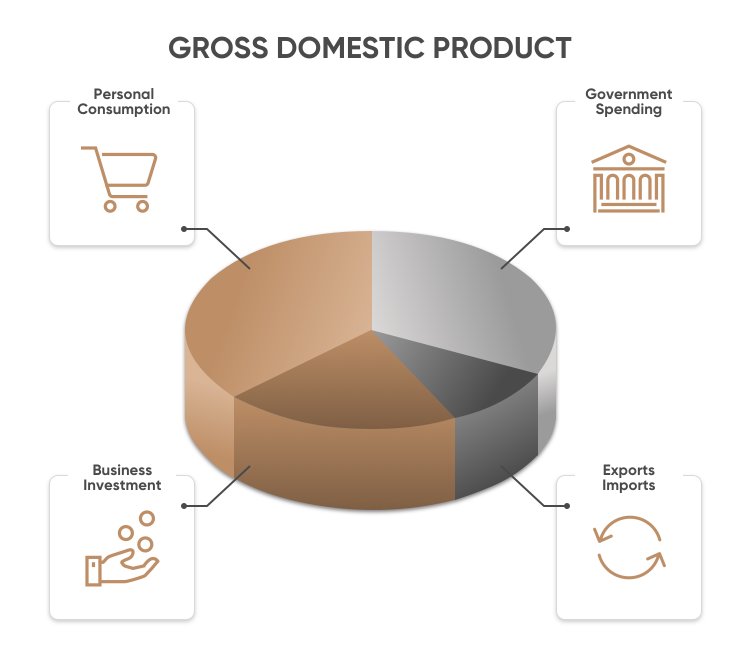 GROSS DOMESTIC PRODUCT
Personal
Consumption
Government
Spending
Business
Investment
Exports
Imports